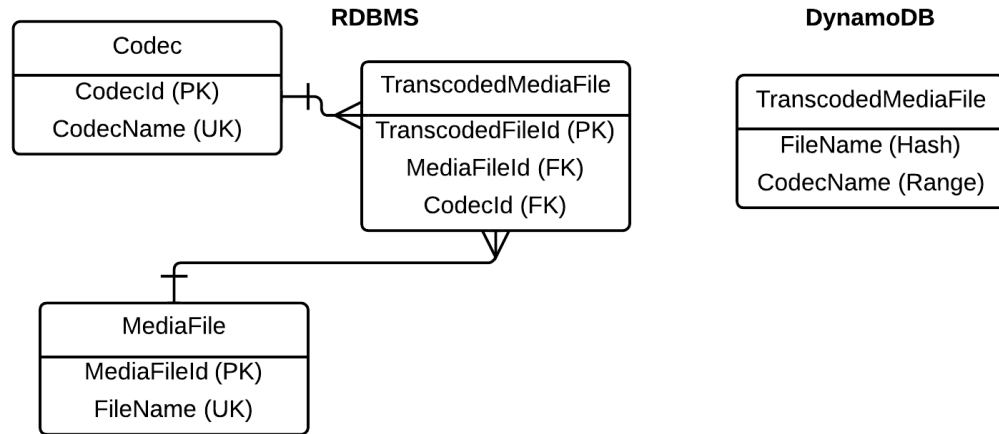 RDBMS
DynamoDB
Codec
CodecId (PK)
CodecName (UK)
TranscodedMediaFile
TranscodedFileId (PK)
MediaFileId (FK)
CodecId (FK)
TranscodedMediaFile
FileName (Hash)
CodecName (Range)
MediaFile
MediaFileId (PK)
FileName (UK)